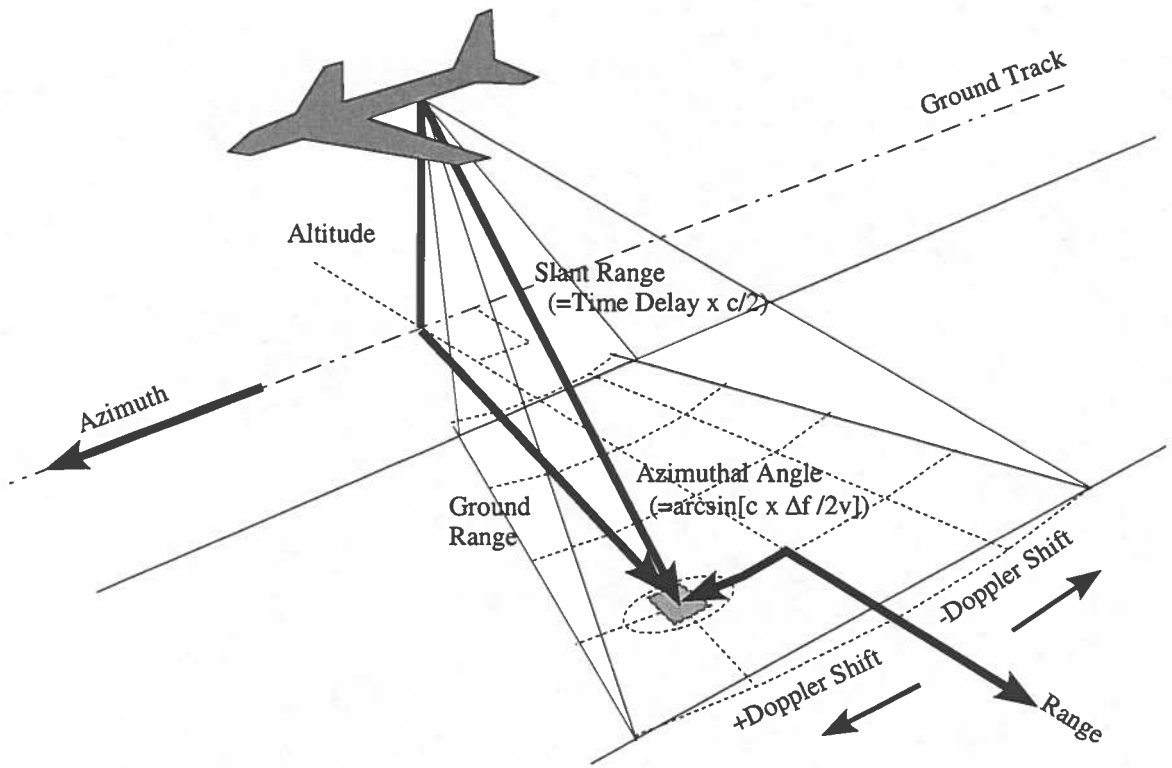 Ground Track
Altitude
Slant Range
(=Time Delay x c/2)
Azimuth
Azimuthal Angle
(=arcsin[c x Δf /2v])
Ground
Range
-Doppler Shift
+Doppler Shift
Range